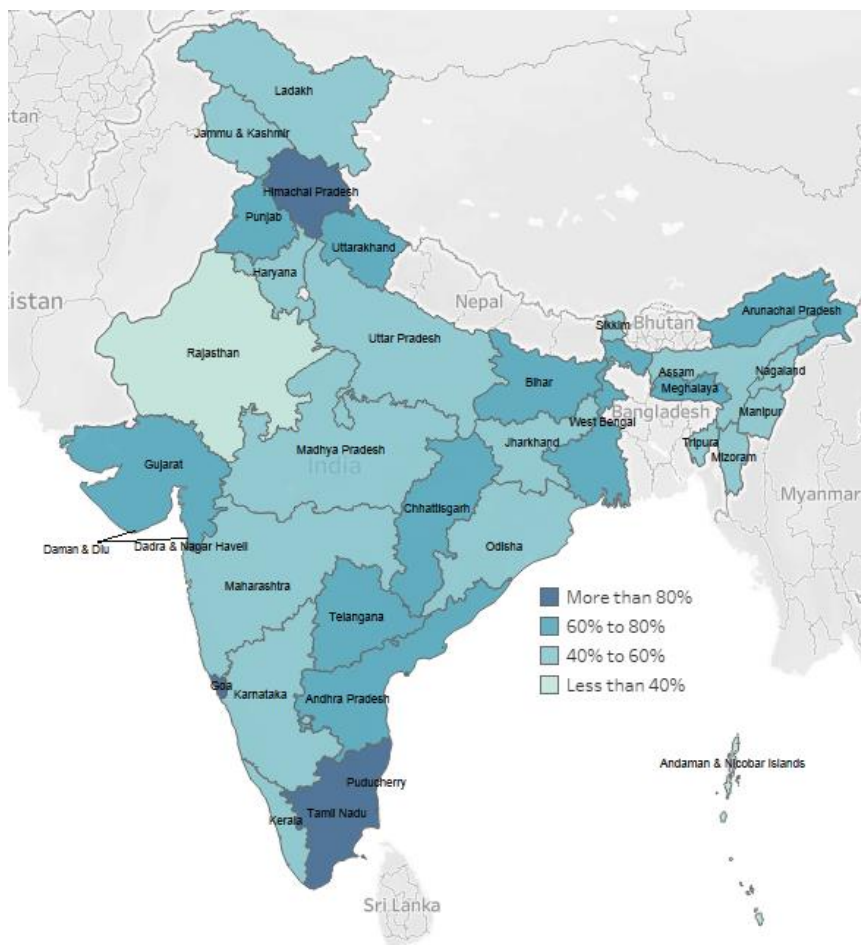 Ladakh
Jammu & Kashmir
stan
Himachal Pradesh
Punjab
Uttarakhand
Haryana
kistan
Nepal
Arunachal Pradesh
Sikkim
Bhutan
Rajasthan
Uttar Pradesh
Assam
Nagaland
Bihar
Meghalaya
Bangladesh
Manipur
West Bengal
Jharkhand
Tripura
Mizoram
Madhya Pradesh
India
Gujarat
Myanmar
Chhattisgarh
Daman & Diu
Dadra & Nagar Haveli
Odisha
Maharashtra
More than 80%
Telangana
60% to 80%
40% to 60%
Goa
Karnataka
Less than 40%
Andhra Pradesh
Andaman & Nicobar Islands
Puducherry
Tamil Nadu
Kerala
Sri Lanka